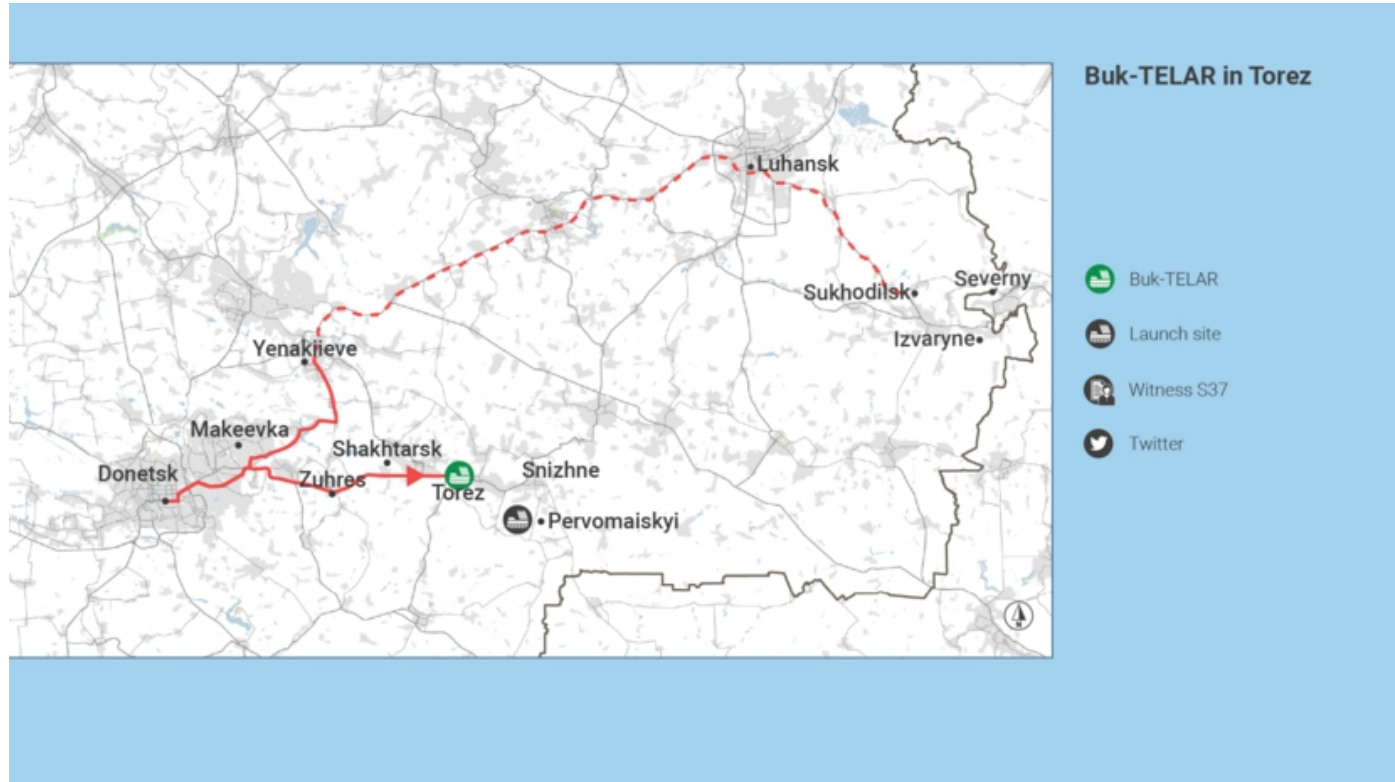 Buk-TELAR in Torez
Luhansk
Severny
Sukhodilsk
Izvaryne
Yenakiieve
Makeevka
Shakhtarsk
Donetsk
Zuhres
Snizhne
Torez
Pervomaiskyi
N
Buk-TELAR
Launch site
Witness S37
Twitter